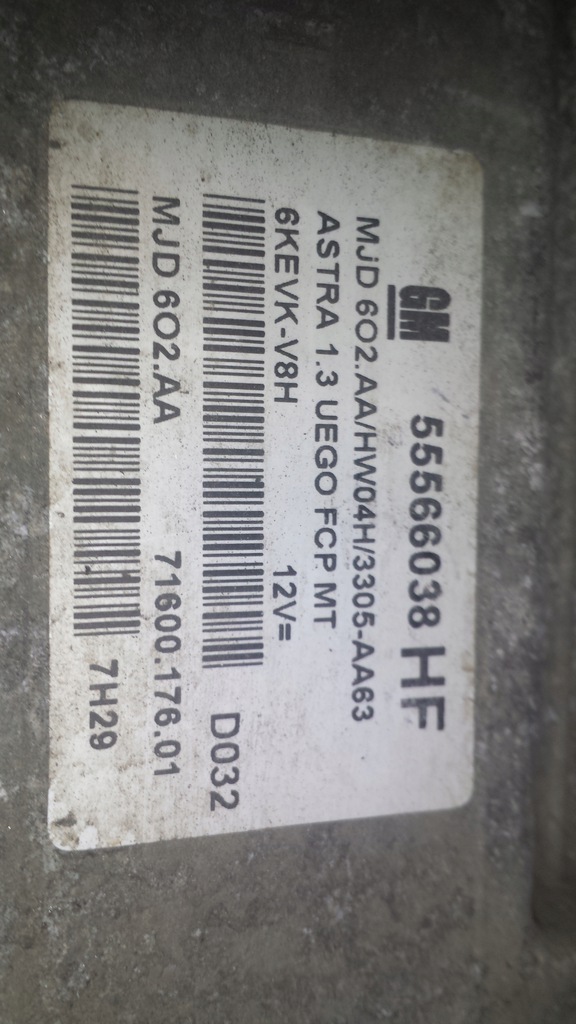 GM 55566038 HF
MJD 6O2.AA/HW04H/3305-AA63
ASTRA 1.3 UEGO FCP MT
6KEVK-V8H 12V=
D032
MJD 6O2.AA 71600.176.01
7H29